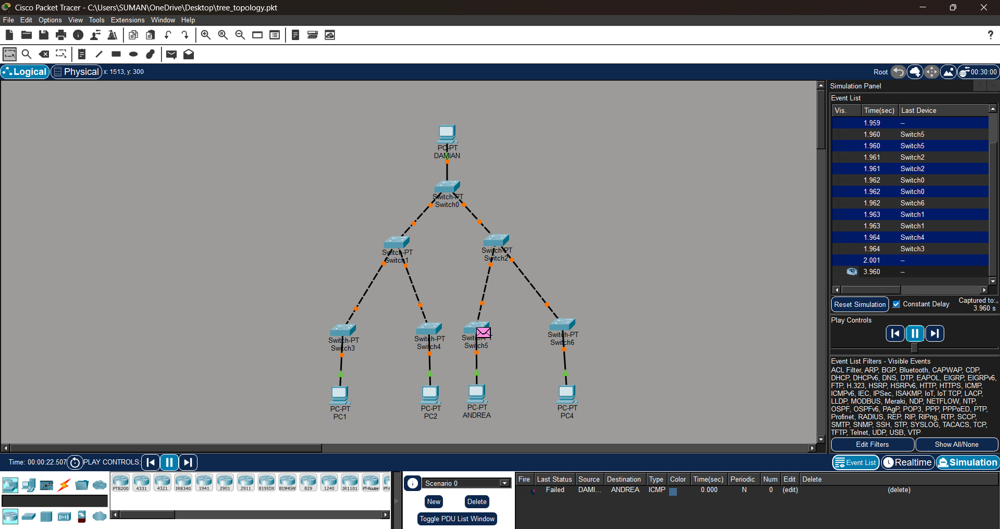 Cisco Packet Tracer - C:\Users\SUMAN\OneDrive\Desktop\tree_topology.pkt
File Edit Options View Tools Extensions Window Help
Logical Physical x: 1513, y: 300
Root 00:30:00
PC-PT
DAMIAN
Switch-PT
Switch0
Switch-PT
Switch1
Switch-PT
Switch2
Switch-PT
Switch3
Switch-PT
Switch4
Switch-PT
Switch5
Switch-PT
Switch6
PC-PT
PC1
PC-PT
PC2
PC-PT
ANDREA
PC-PT
PC4
Simulation Panel
Event List
Vis. Time(sec) Last Device
1.959 --
1.960 Switch5
1.960 Switch5
1.961 Switch2
1.961 Switch2
1.962 Switch0
1.962 Switch0
1.962 Switch6
1.963 Switch1
1.963 Switch1
1.964 Switch4
1.964 Switch3
2.001 --
3.960 --
Reset Simulation Constant Delay Captured to:
3.960 s
Play Controls
Event List Filters - Visible Events
ACL Filter, ARP, BGP, Bluetooth, CAPWAP, CDP,
DHCP, DHCPv6, DNS, DTP, EAPOL, EIGRP, EIGRPv6,
FTP, H.323, HSRP, HSRPv6, HTTP, HTTPS, ICMP,
ICMPv6, IEC, IPSec, ISAKMP, IoT, IoT TCP, LACP,
LLDP, MODBUS, Meraki, NDP, NETFLOW, NTP,
OSPF, OSPFv6, PAgP, POP3, PPP, PPPoED, PTP,
Profinet, RADIUS, REP, RIP, RIPng, RTP, SCCP,
SMTP, SNMP, SSH, STP, SYSLOG, TACACS, TCP,
TFTP, Telnet, UDP, USB, VTP
Edit Filters Show All/None
Time: 00:00:22.507 PLAY CONTROLS:
Event List Realtime Simulation
PT8200 4331 4321 IR8340 1941 2901 2911 819IOX 819HGW 829 1240 IR1101 PT-Router PT-E
Scenario 0
New Delete
Toggle PDU List Window
Fire Last Status Source Destination Type Color Time(sec) Periodic Num Edit Delete
Failed DAMI... ANDREA ICMP 0.000 N 0 (edit) (delete)